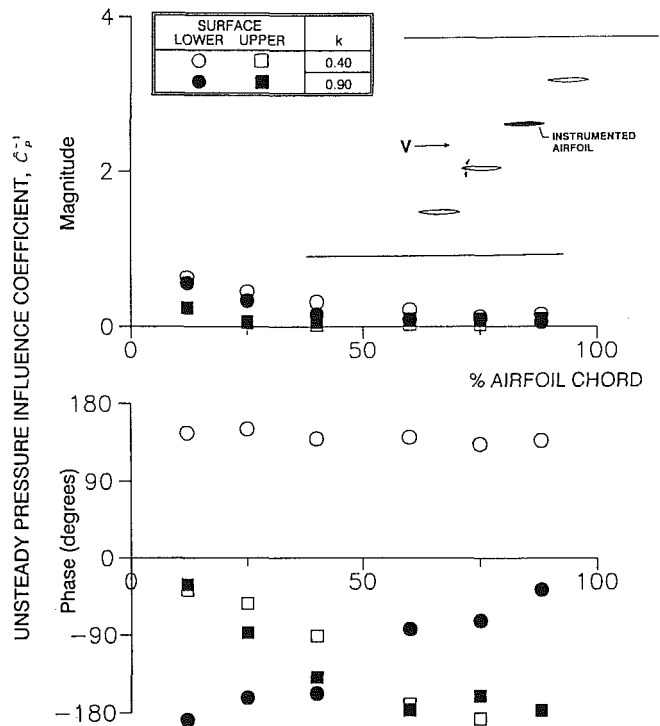 UNSTEADY PRESSURE INFLUENCE COEFFICIENT, Ĉp⁻¹
Magnitude
4
2
0
SURFACE
LOWER UPPER k
0.40
0.90
V
INSTRUMENTED
AIRFOIL
0 50 100
% AIRFOIL CHORD
Phase (degrees)
180
90
0
-90
-180
0 50 100